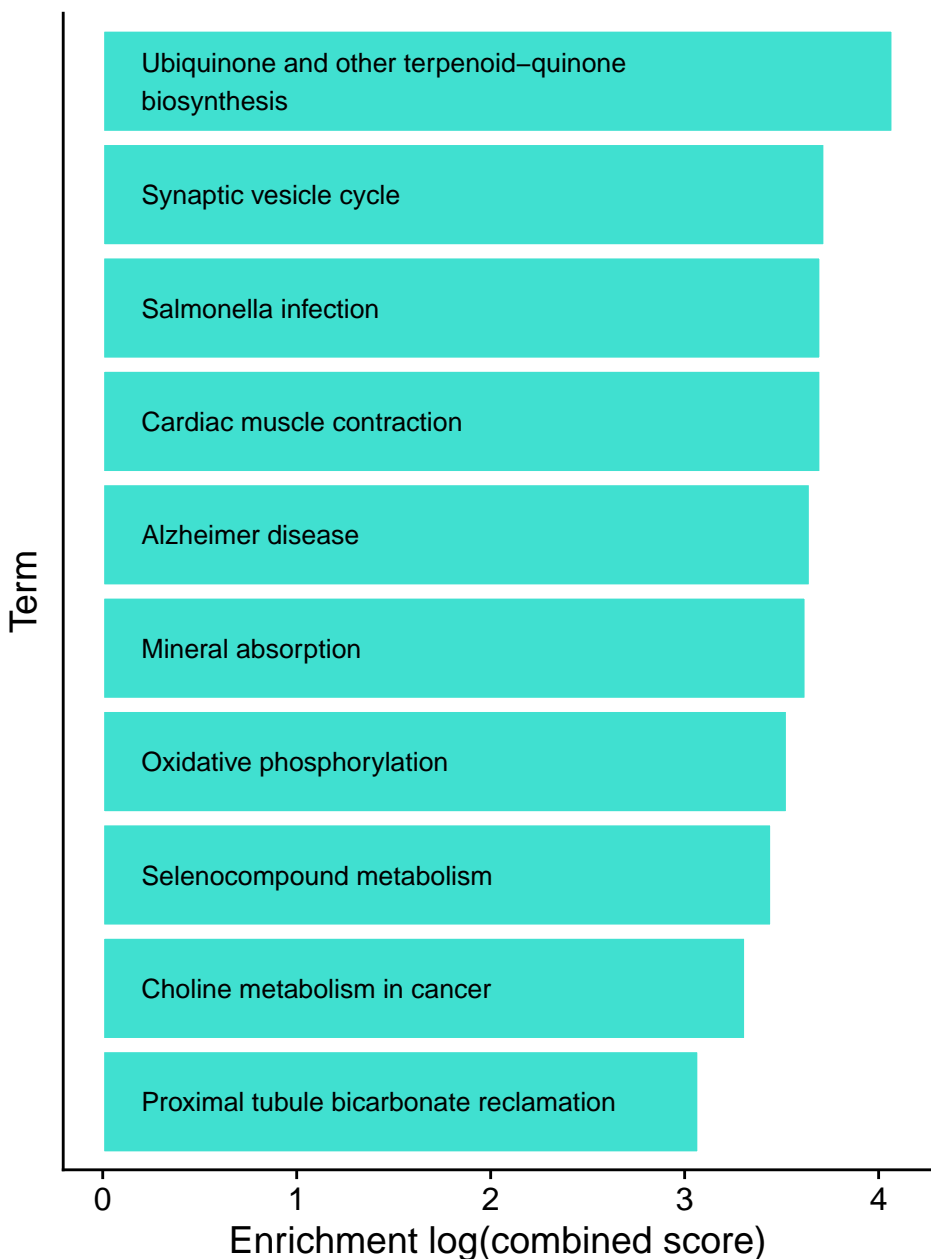 Ubiquinone and other terpenoid−quinone
biosynthesis
Synaptic vesicle cycle
Salmonella infection
Cardiac muscle contraction
Alzheimer disease
Mineral absorption
Oxidative phosphorylation
Selenocompound metabolism
Choline metabolism in cancer
Proximal tubule bicarbonate reclamation
Term
0 1 2 3 4
Enrichment log(combined score)